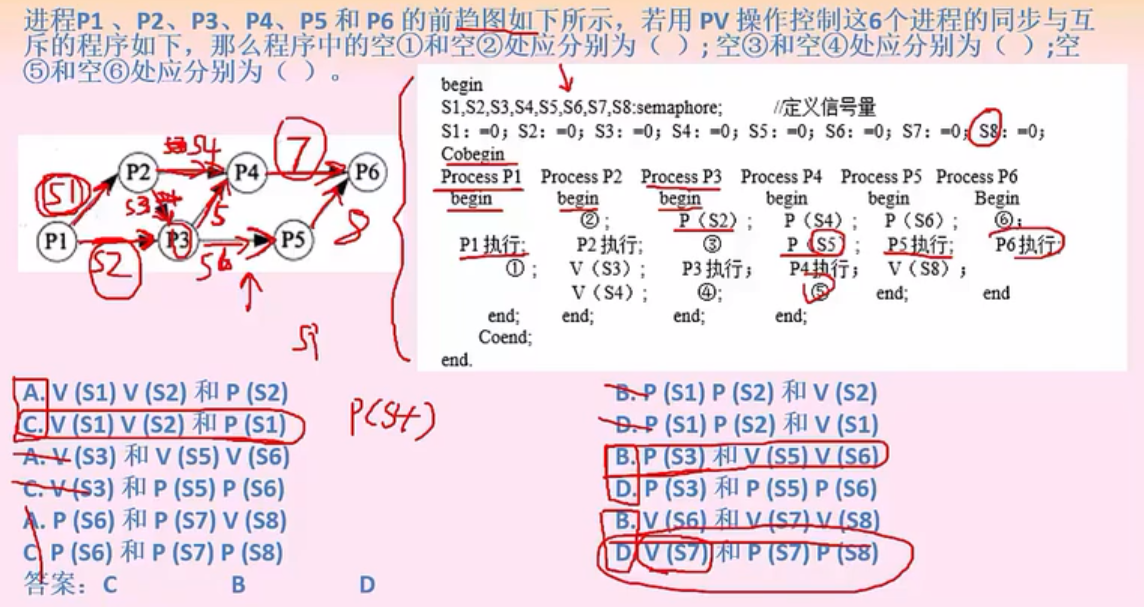 进程P1、P2、P3、P4、P5 和 P6 的前趋图如下所示，若用 PV 操作控制这6个进程的同步与互
斥的程序如下，那么程序中的空①和空②处应分别为（ ）；空③和空④处应分别为（ ）;空
⑤和空⑥处应分别为（ ）。
begin
S1,S2,S3,S4,S5,S6,S7,S8:semaphore; //定义信号量
S1：=0；S2：=0；S3：=0；S4：=0；S5：=0；S6：=0；S7：=0；S8：=0；
Cobegin
Process P1 Process P2 Process P3 Process P4 Process P5 Process P6
begin begin begin begin begin Begin
②； P（S2）； P（S4）； P（S6）； ⑥；
P1 执行； P2 执行； ③ P（S5）； P5 执行； P6 执行；
①； V（S3）； P3 执行； P4 执行； V（S8）；
V（S4）； ④； ⑤ end； end
end; end; end; end;
Coend;
end.
S4 7
P2 P4 P6
S1 S3 5
P1 P3 P5 8
S2 S6
Si
A. V (S1) V (S2) 和 P (S2) B. P (S1) P (S2) 和 V (S2)
C. V (S1) V (S2) 和 P (S1) D. P (S1) P (S2) 和 V (S1)
P(S4)
A. V (S3) 和 V (S5) V (S6) B. P (S3) 和 V (S5) V (S6)
C. V (S3) 和 P (S5) P (S6) D. P (S3) 和 P (S5) P (S6)
A. P (S6) 和 P (S7) V (S8) B. V (S6) 和 V (S7) V (S8)
C. P (S6) 和 P (S7) P (S8) D. V (S7) 和 P (S7) P (S8)
答案：C B D